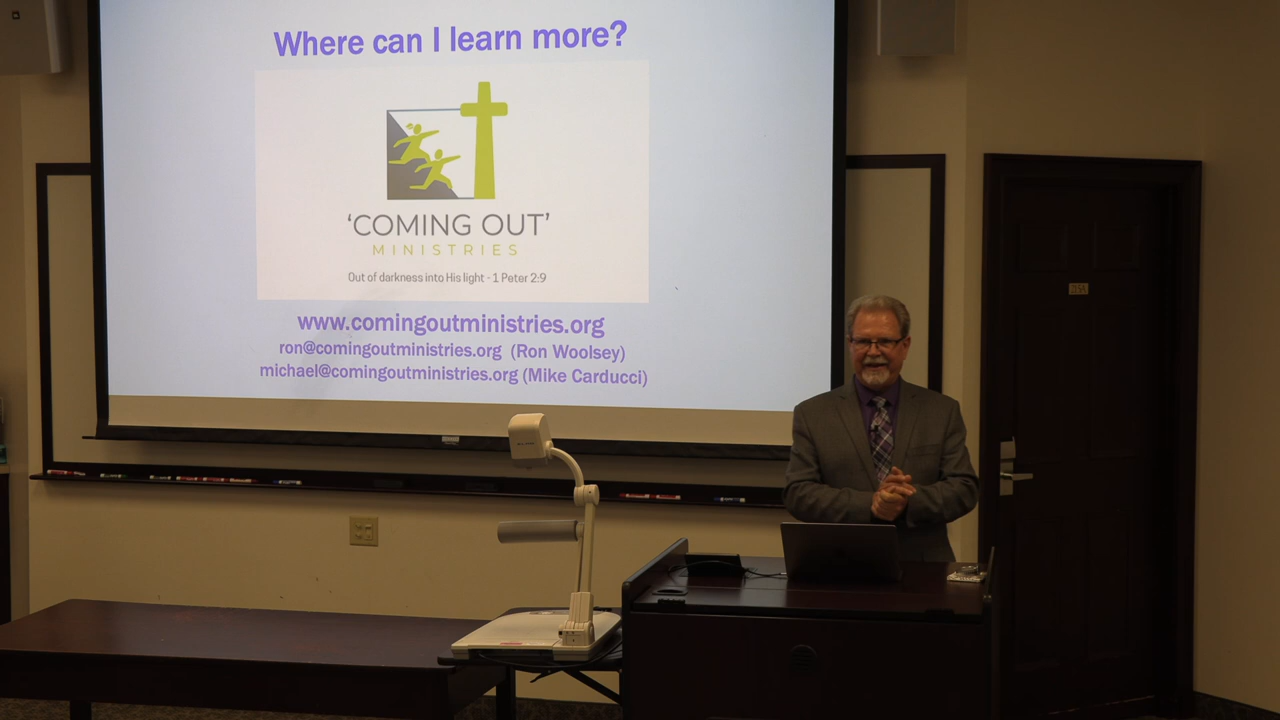 Where can I learn more?
‘COMING OUT’
MINISTRIES
Out of darkness into His light - 1 Peter 2:9
www.comingoutministries.org
ron@comingoutministries.org (Ron Woolsey)
michael@comingoutministries.org (Mike Carducci)